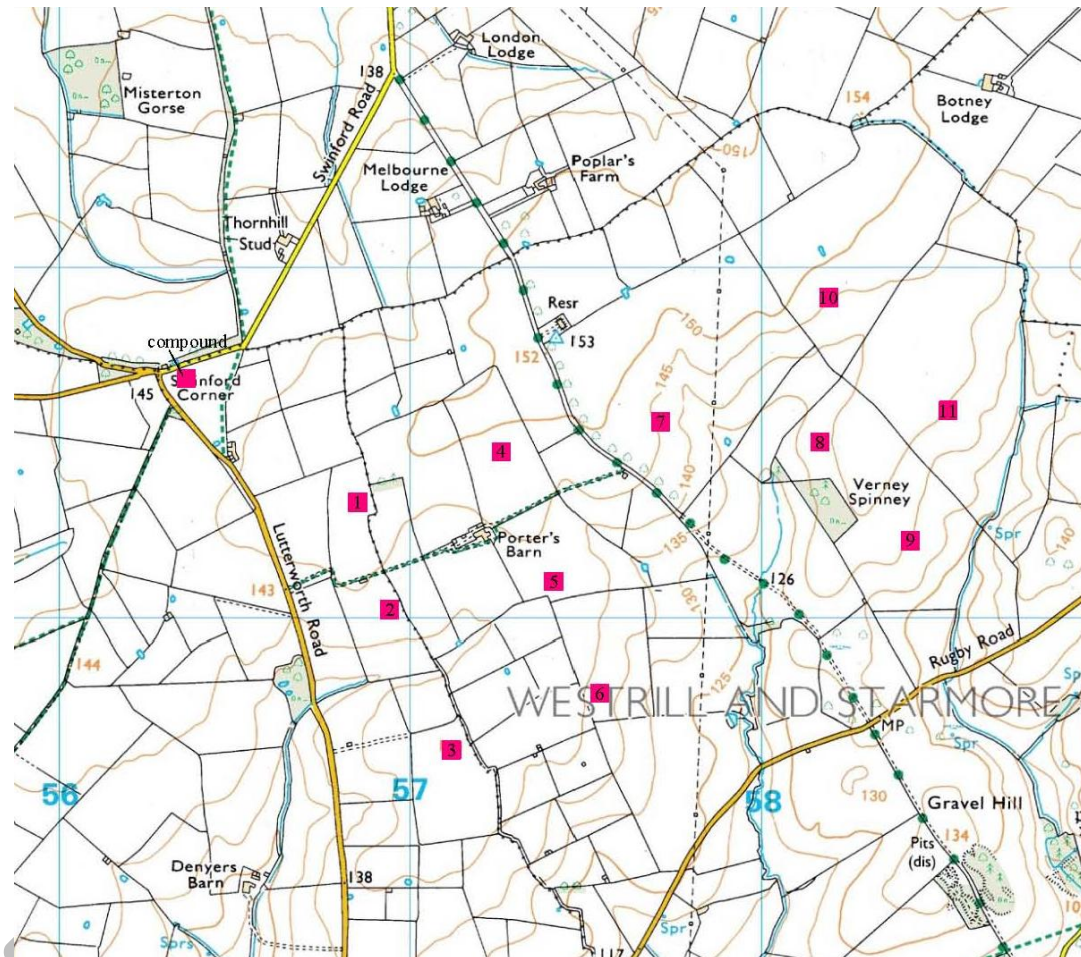 London
Lodge
138
Misterton
Gorse
154
Botney
Lodge
Swinford Road
150
Melbourne
Lodge
Poplar's
Farm
Thornhill
Stud
10
Resr
150
153
compound
152
145
145
Corner
11
7
4
8
140
Verney
Spinney
1
Porter's
Barn
135
9
Spr
140
5
126
143
130
2
Lutterworth Road
144
125
Rugby Road
6
WESTRILL AND STARMORE
MP
Spr
3
56
57
58
130
Gravel Hill
134
Pits
(dis)
Denyers
Barn
138
Sprs
Spr
117